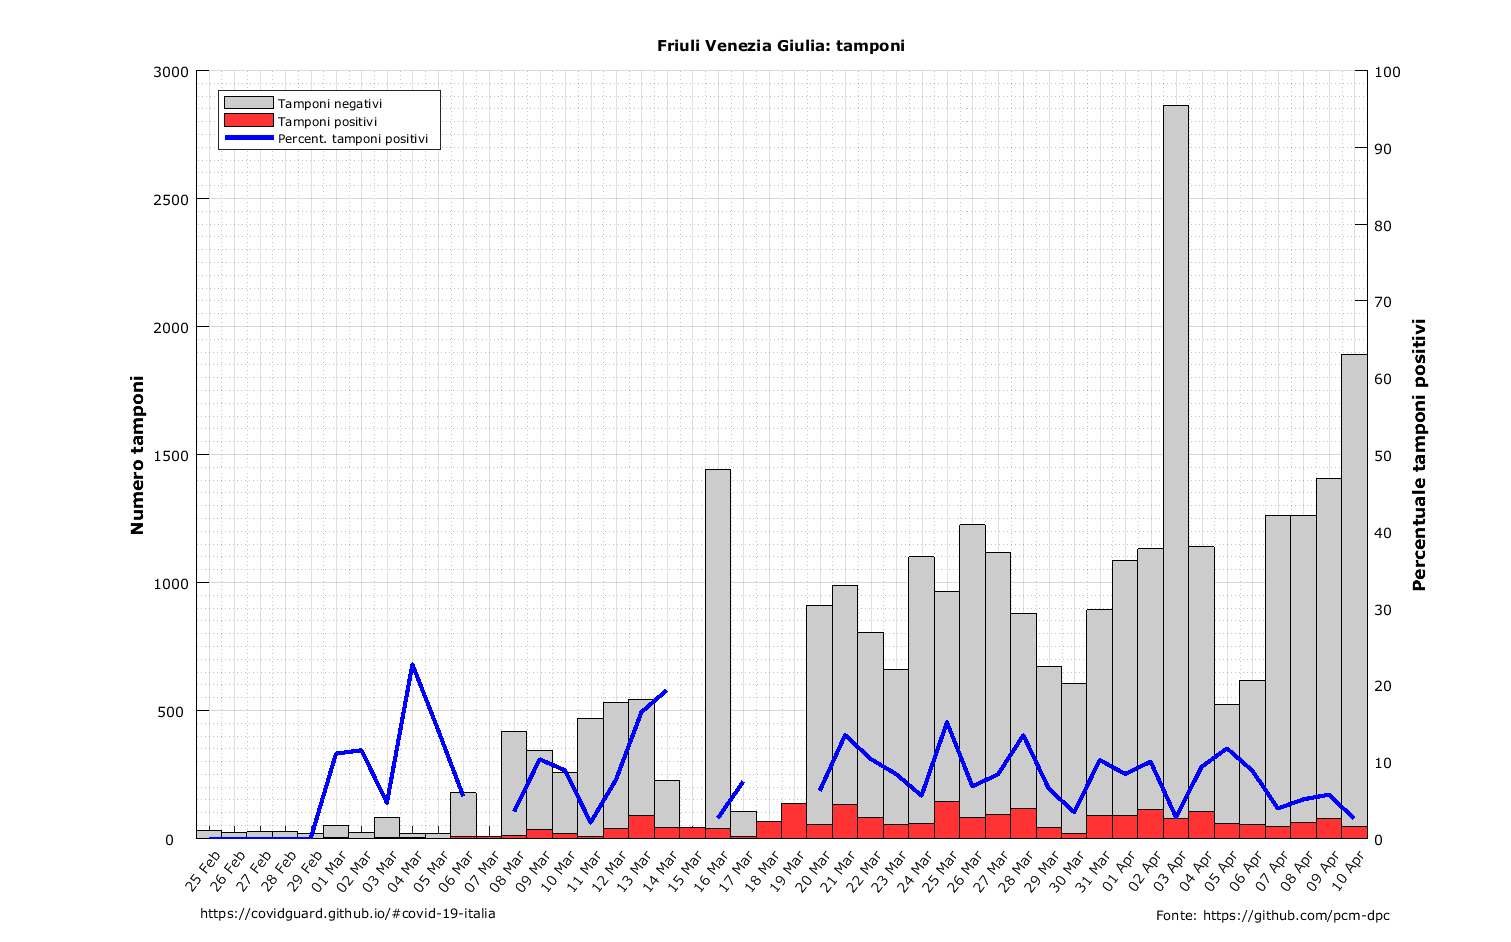 Friuli Venezia Giulia: tamponi
Tamponi negativi
Tamponi positivi
Percent. tamponi positivi
Numero tamponi
3000
2500
2000
1500
1000
500
0
Percentuale tamponi positivi
100
90
80
70
60
50
40
30
20
10
0
25 Feb
26 Feb
27 Feb
28 Feb
29 Feb
01 Mar
02 Mar
03 Mar
04 Mar
05 Mar
06 Mar
07 Mar
08 Mar
09 Mar
10 Mar
11 Mar
12 Mar
13 Mar
14 Mar
15 Mar
16 Mar
17 Mar
18 Mar
19 Mar
20 Mar
21 Mar
22 Mar
23 Mar
24 Mar
25 Mar
26 Mar
27 Mar
28 Mar
29 Mar
30 Mar
31 Mar
01 Apr
02 Apr
03 Apr
04 Apr
05 Apr
06 Apr
07 Apr
08 Apr
09 Apr
10 Apr
https://covidguard.github.io/#covid-19-italia
Fonte: https://github.com/pcm-dpc